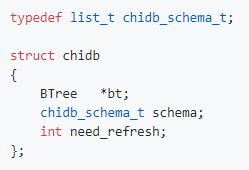 typedef list_t chidb_schema_t;
struct chidb
{
    BTree   *bt;
    chidb_schema_t schema;
    int need_refresh;
};